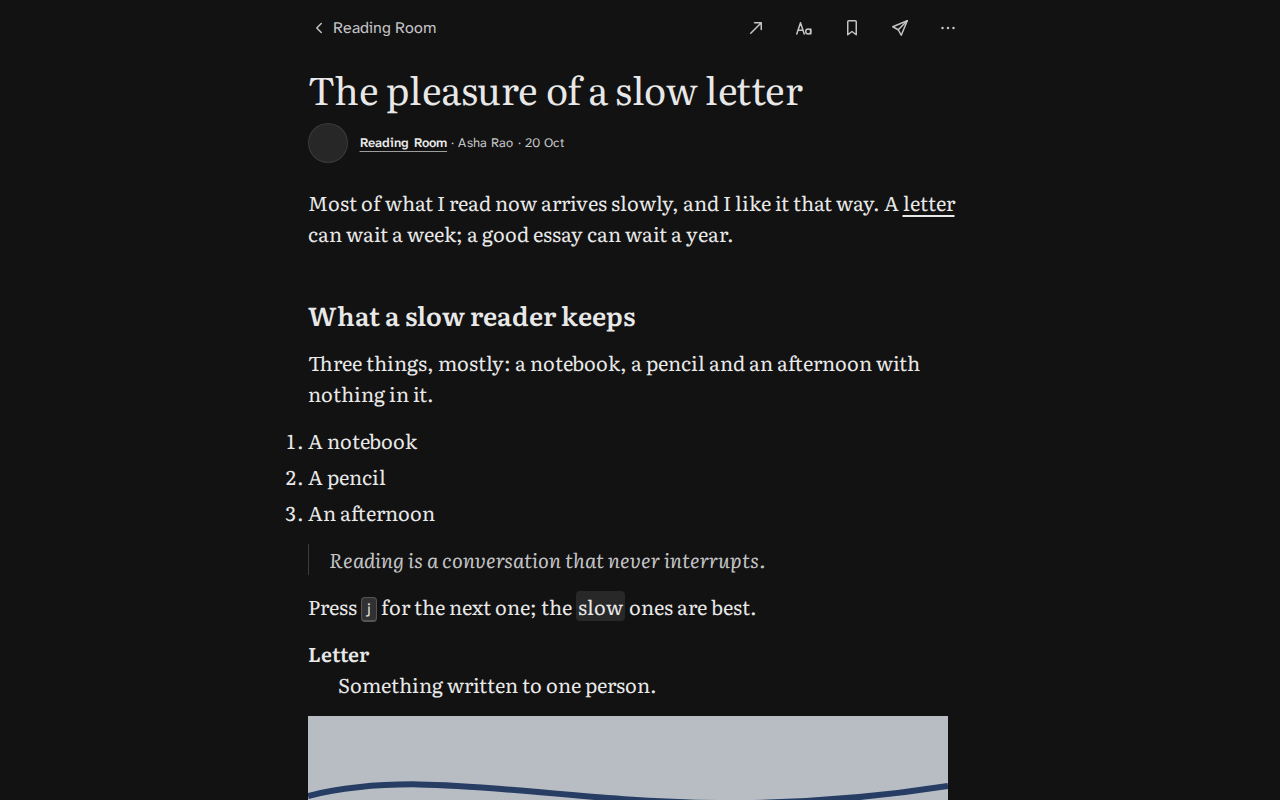 Reading Room
Aa
The pleasure of a slow letter
Reading Room · Asha Rao · 20 Oct
Most of what I read now arrives slowly, and I like it that way. A letter
can wait a week; a good essay can wait a year.
What a slow reader keeps
Three things, mostly: a notebook, a pencil and an afternoon with
nothing in it.
1. A notebook
2. A pencil
3. An afternoon
Reading is a conversation that never interrupts.
Press j for the next one; the slow ones are best.
Letter
Something written to one person.